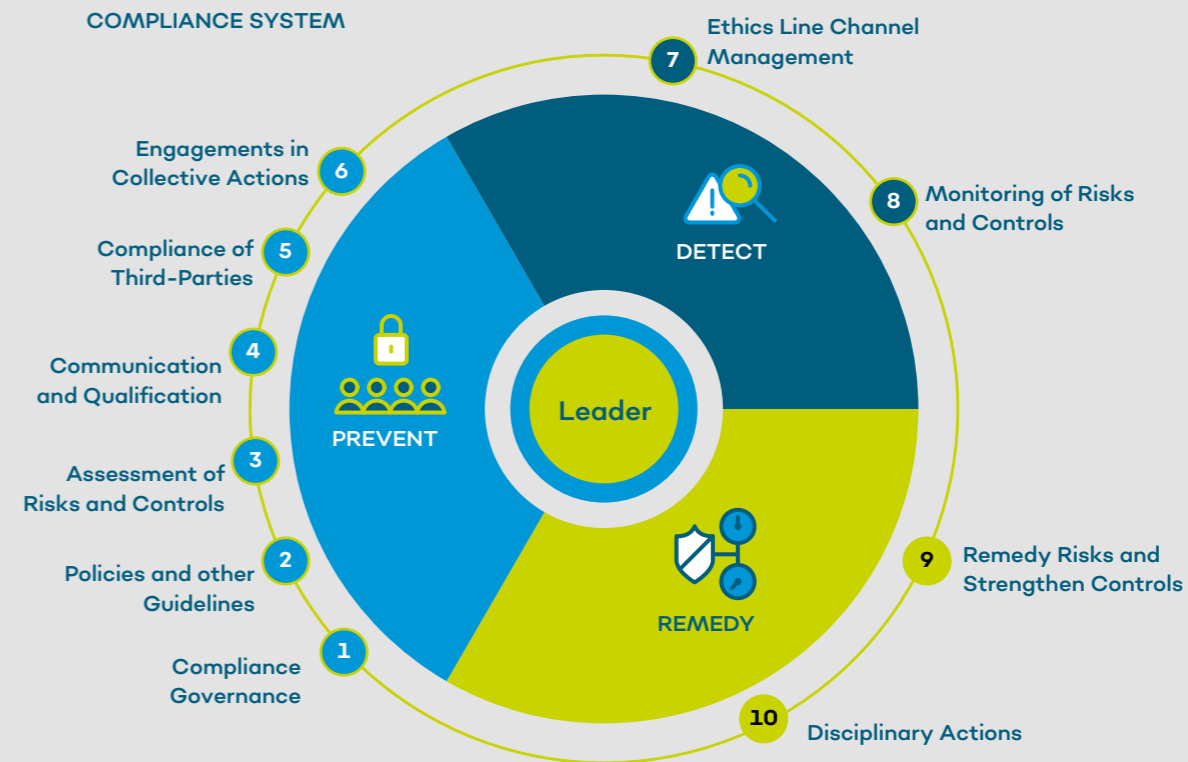 COMPLIANCE SYSTEM
7
Ethics Line Channel
Management
6
Engagements in
Collective Actions
8
Monitoring of Risks
and Controls
5
Compliance of
Third-Parties
DETECT
4
Communication
and Qualification
Leader
PREVENT
3
Assessment of
Risks and Controls
2
Policies and other
Guidelines
9
Remedy Risks and
Strengthen Controls
REMEDY
1
Compliance
Governance
10
Disciplinary Actions